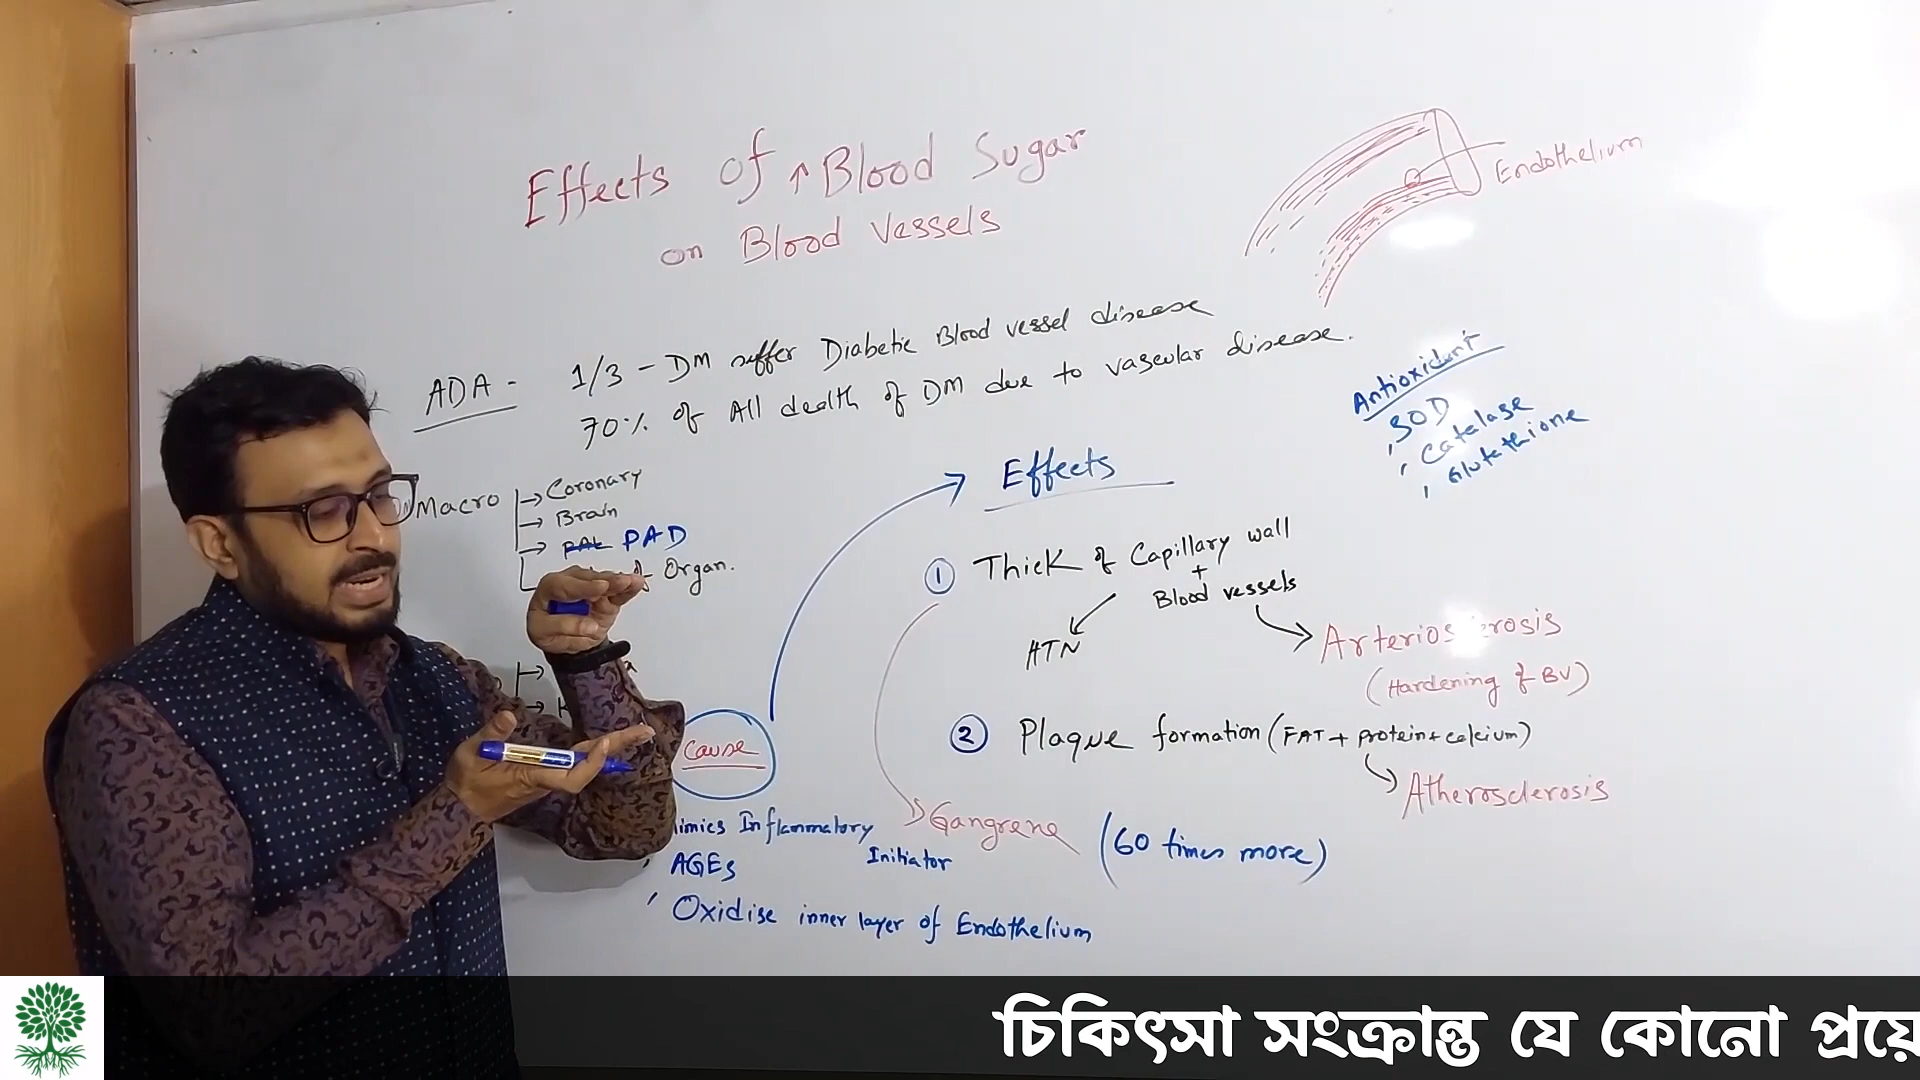 Effects Of ↑ Blood Sugar
on Blood Vessels
Endothelium
ADA - 1/3 - DM suffer Diabetic Blood vessel disease
70% of All death of DM due to vascular disease.
Antioxident
SOD
Catalase
Glutathione
Macro → Coronary
→ Brain
→ PAD
of Organ.
Effects
① Thick of Capillary wall
+
Blood vessels
HTN
Arteriosclerosis
(Hardening of BV)
② Plaque formation (FAT + protein + calcium)
Atherosclerosis
Cause
Gangrene (60 times more)
Inflammatory
Initiator
AGEs
Oxidise inner layer of Endothelium
চিকিৎসা সংক্রান্ত যে কোনো প্রয়ে